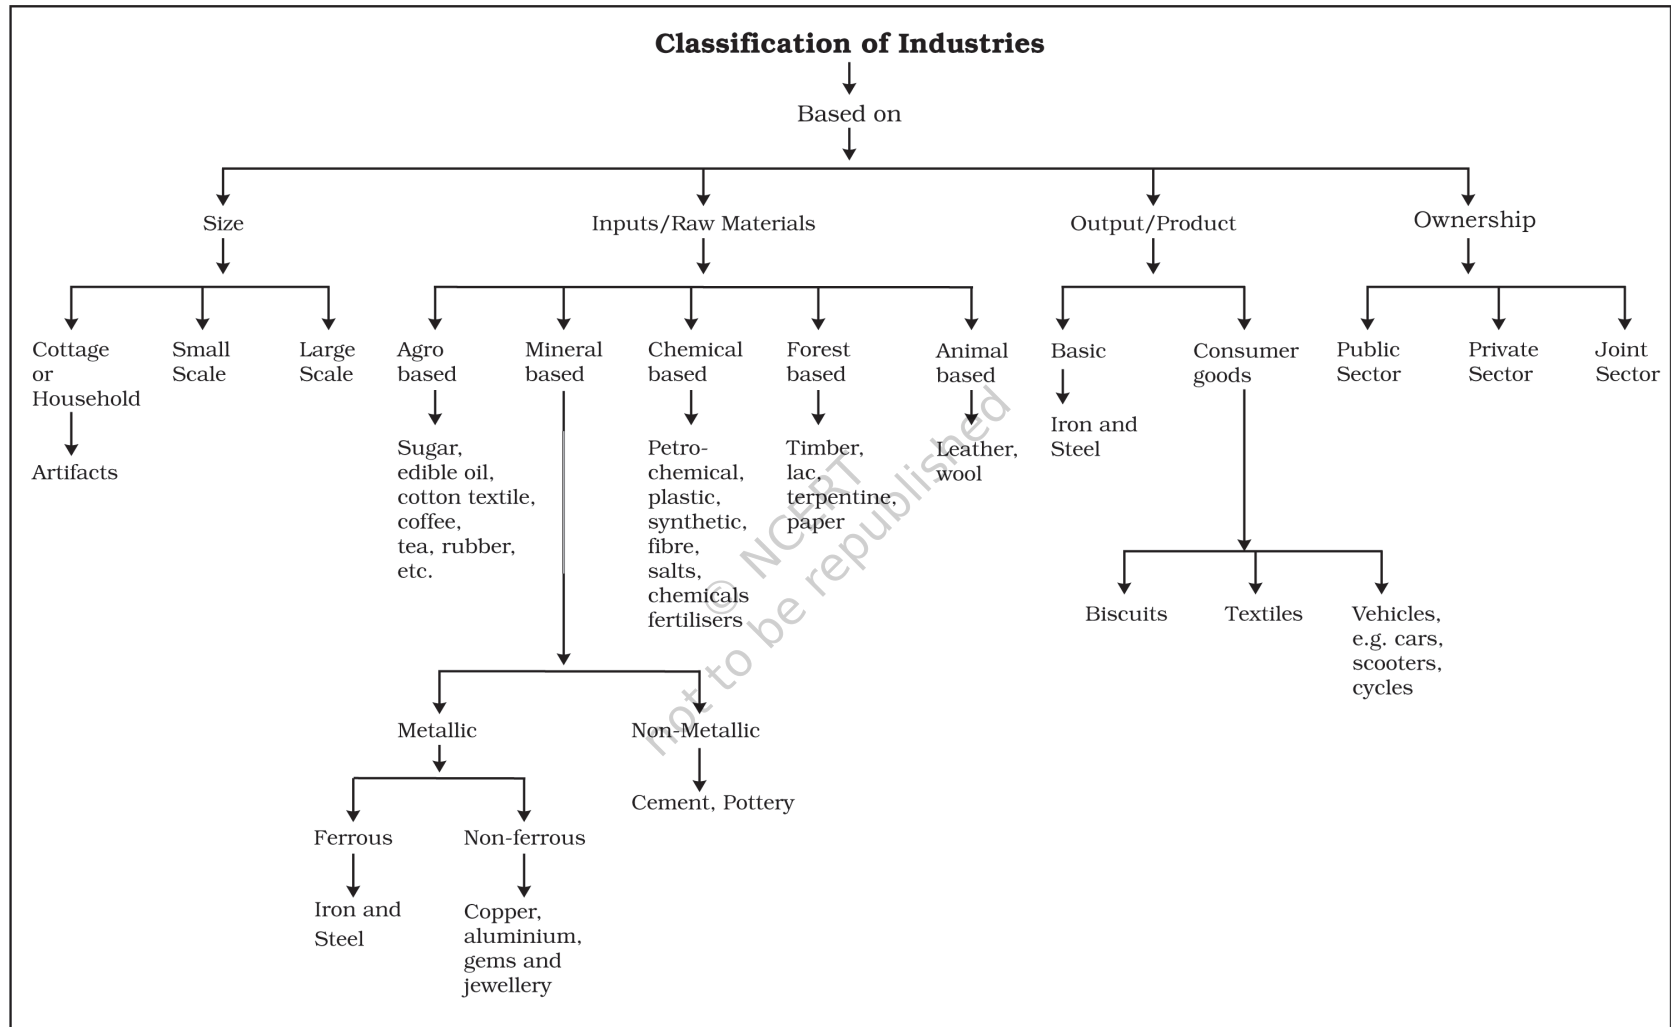 Classification of Industries
Based on
Size
Inputs/Raw Materials
Output/Product
Ownership
Cottage
or
Household
Small
Scale
Large
Scale
Agro
based
Mineral
based
Chemical
based
Forest
based
Animal
based
Basic
Consumer
goods
Public
Sector
Private
Sector
Joint
Sector
Artifacts
Sugar,
edible oil,
cotton textile,
coffee,
tea, rubber,
etc.
Petro-
chemical,
plastic,
synthetic,
fibre,
salts,
chemicals
fertilisers
Timber,
lac,
terpentine,
paper
Leather,
wool
Iron and
Steel
Biscuits
Textiles
Vehicles,
e.g. cars,
scooters,
cycles
Metallic
Non-Metallic
Cement, Pottery
Ferrous
Non-ferrous
Iron and
Steel
Copper,
aluminium,
gems and
jewellery
© NCERT
not to be republished